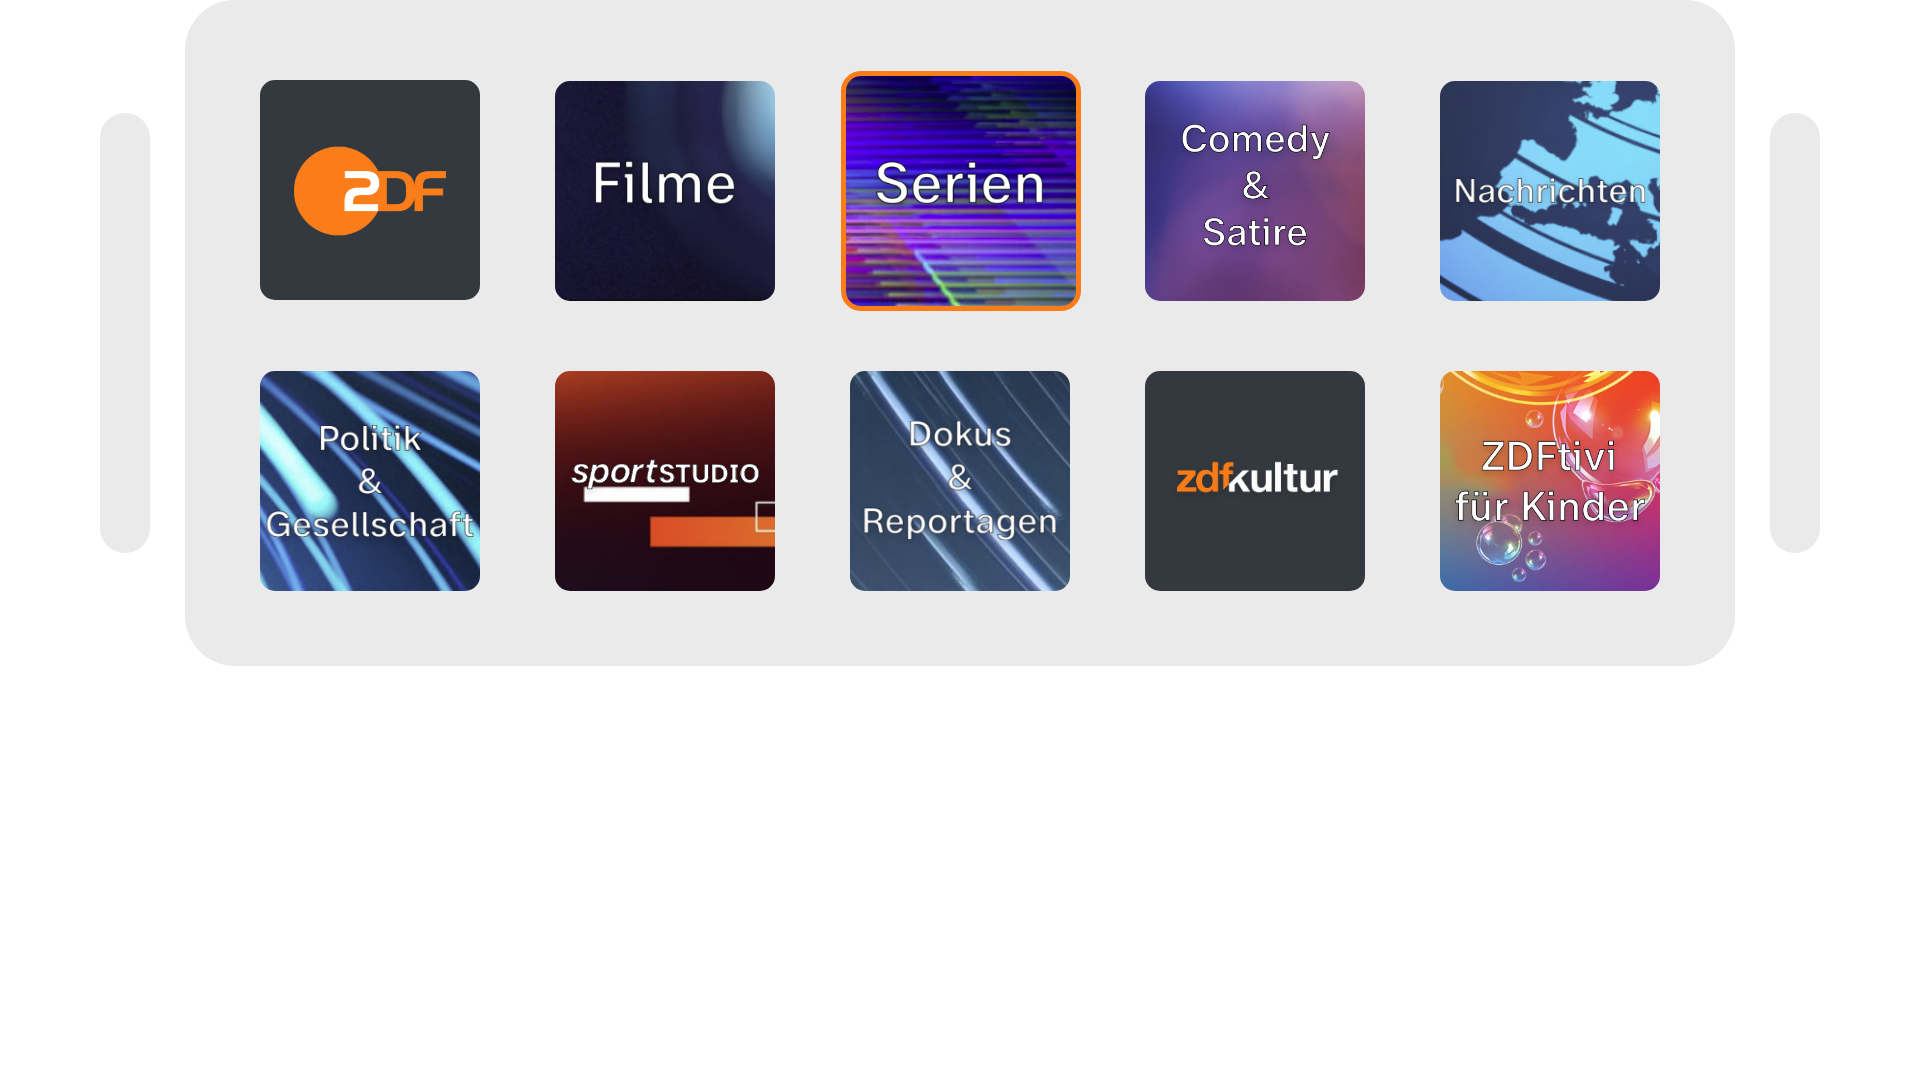 ZDF
Filme
Serien
Comedy
&
Satire
Nachrichten
Politik
&
Gesellschaft
sportSTUDIO
Dokus
&
Reportagen
zdfkultur
ZDFtivi
für Kinder